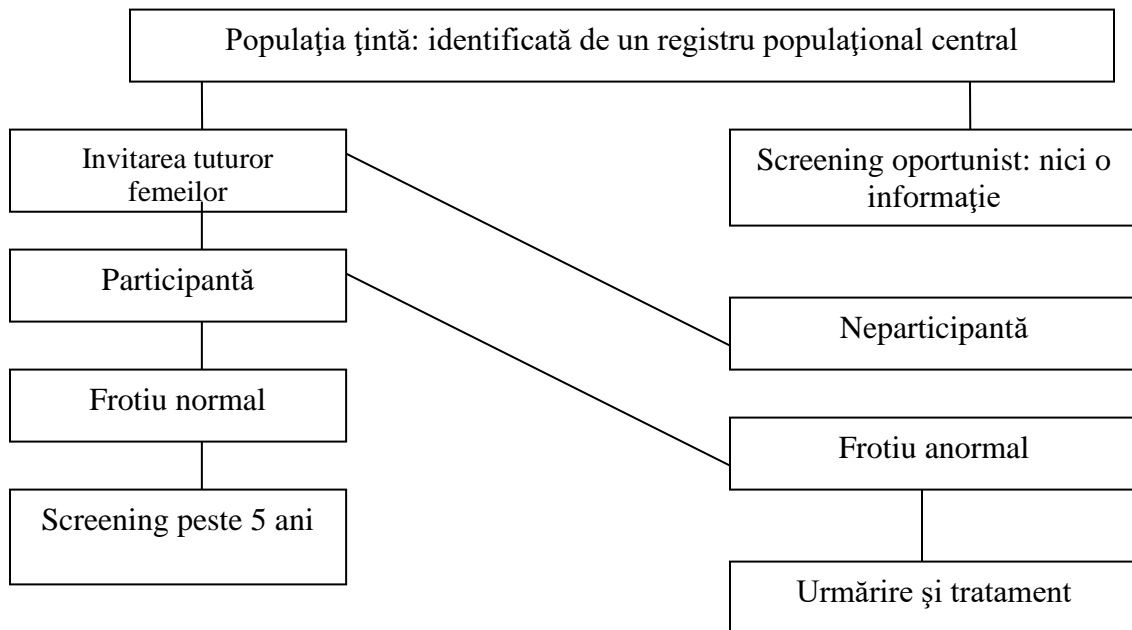 Populaţia ţintă: identificată de un registru populaţional central
Invitarea tuturor
femeilor
Screening oportunist: nici o
informaţie
Participantă
Neparticipantă
Frotiu normal
Frotiu anormal
Screening peste 5 ani
Urmărire şi tratament